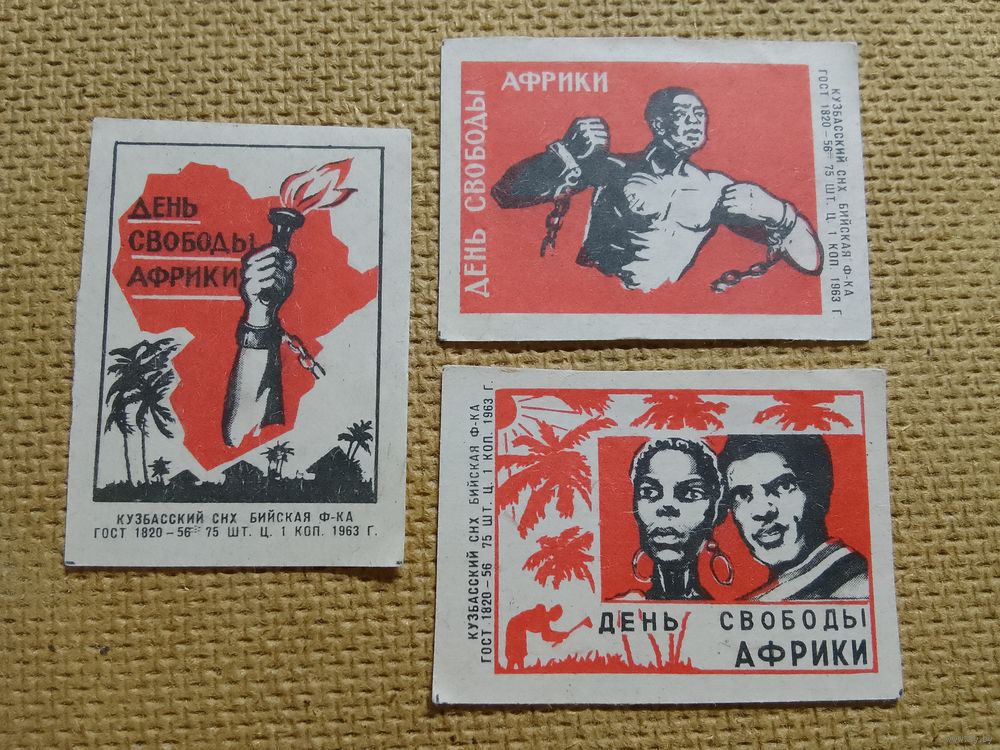 ДЕНЬ
СВОБОДЫ
АФРИКИ
КУЗБАССКИЙ СНХ БИЙСКАЯ Ф-КА
ГОСТ 1820-56 75 ШТ. Ц. 1 КОП. 1963 Г.
ДЕНЬ СВОБОДЫ
АФРИКИ
КУЗБАССКИЙ СНХ БИЙСКАЯ Ф-КА
ГОСТ 1820-56 75 ШТ. Ц. 1 КОП. 1963 Г
КУЗБАССКИЙ СНХ БИЙСКАЯ Ф-КА
ГОСТ 1820-56 75 ШТ. Ц. 1 КОП. 1963 Г.
ДЕНЬ СВОБОДЫ
АФРИКИ